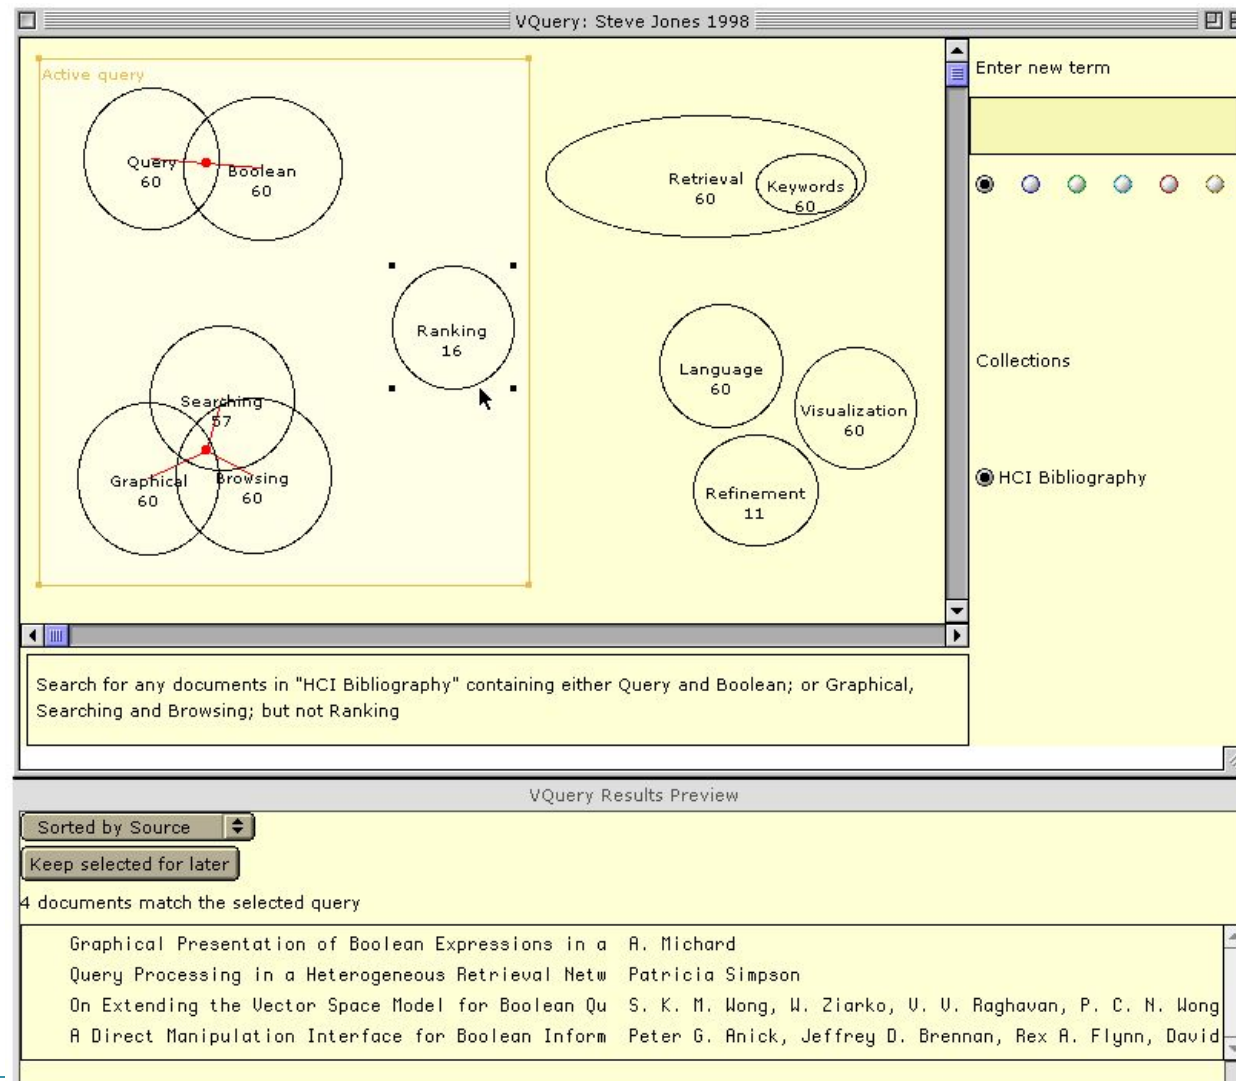 VQuery: Steve Jones 1998
Active query
Query
60
Boolean
60
Retrieval
60
Keywords
60
Ranking
16
Searching
57
Graphical
60
Browsing
60
Language
60
Visualization
60
Refinement
11
Enter new term
Collections
HCI Bibliography
Search for any documents in "HCI Bibliography" containing either Query and Boolean; or Graphical,
Searching and Browsing; but not Ranking
VQuery Results Preview
Sorted by Source
Keep selected for later
4 documents match the selected query
Graphical Presentation of Boolean Expressions in a A. Michard
Query Processing in a Heterogeneous Retrieval Netw Patricia Simpson
On Extending the Vector Space Model for Boolean Qu S. K. M. Wong, W. Ziarko, V. V. Raghavan, P. C. N. Wong
A Direct Manipulation Interface for Boolean Inform Peter G. Anick, Jeffrey D. Brennan, Rex A. Flynn, David